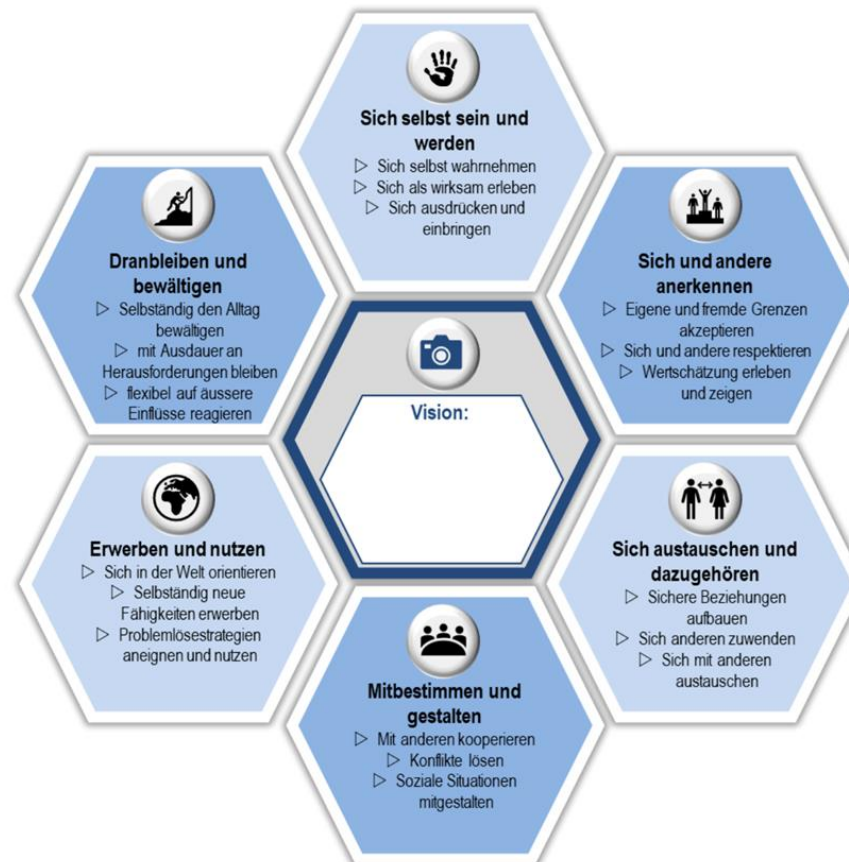 Sich selbst sein und
werden
▷ Sich selbst wahrnehmen
▷ Sich als wirksam erleben
▷ Sich ausdrücken und
einbringen
Dranbleiben und
bewältigen
▷ Selbständig den Alltag
bewältigen
▷ mit Ausdauer an
Herausforderungen bleiben
▷ flexibel auf äussere
Einflüsse reagieren
Sich und andere
anerkennen
▷ Eigene und fremde Grenzen
akzeptieren
▷ Sich und andere respektieren
▷ Wertschätzung erleben
und zeigen
Vision:
Erwerben und nutzen
▷ Sich in der Welt orientieren
▷ Selbständig neue
Fähigkeiten erwerben
▷ Problemlösestrategien
aneignen und nutzen
Sich austauschen und
dazugehören
▷ Sichere Beziehungen
aufbauen
▷ Sich anderen zuwenden
▷ Sich mit anderen
austauschen
Mitbestimmen und
gestalten
▷ Mit anderen kooperieren
▷ Konflikte lösen
▷ Soziale Situationen
mitgestalten